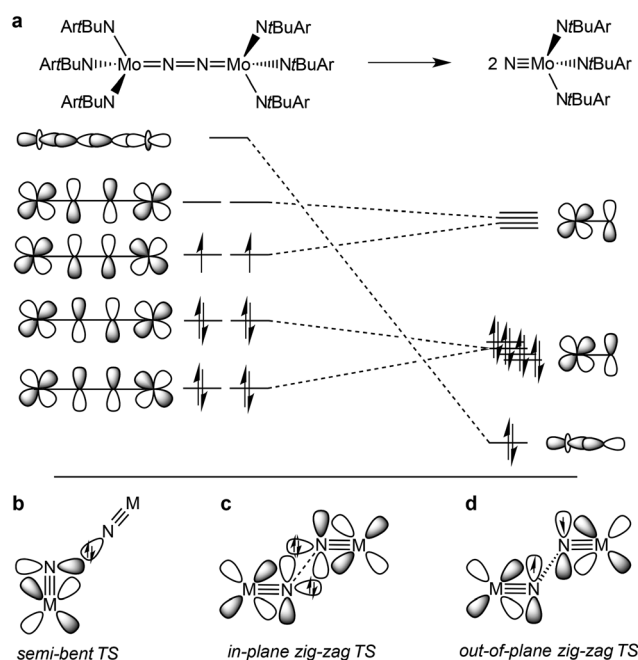 a
ArtBuN NtBuAr NtBuAr
ArtBuN Mo=N=N=Mo NtBuAr 2 N≡Mo NtBuAr
ArtBuN NtBuAr NtBuAr
b c d
M
N
N N≡M N≡M
M M≡N M≡N
semi-bent TS in-plane zig-zag TS out-of-plane zig-zag TS